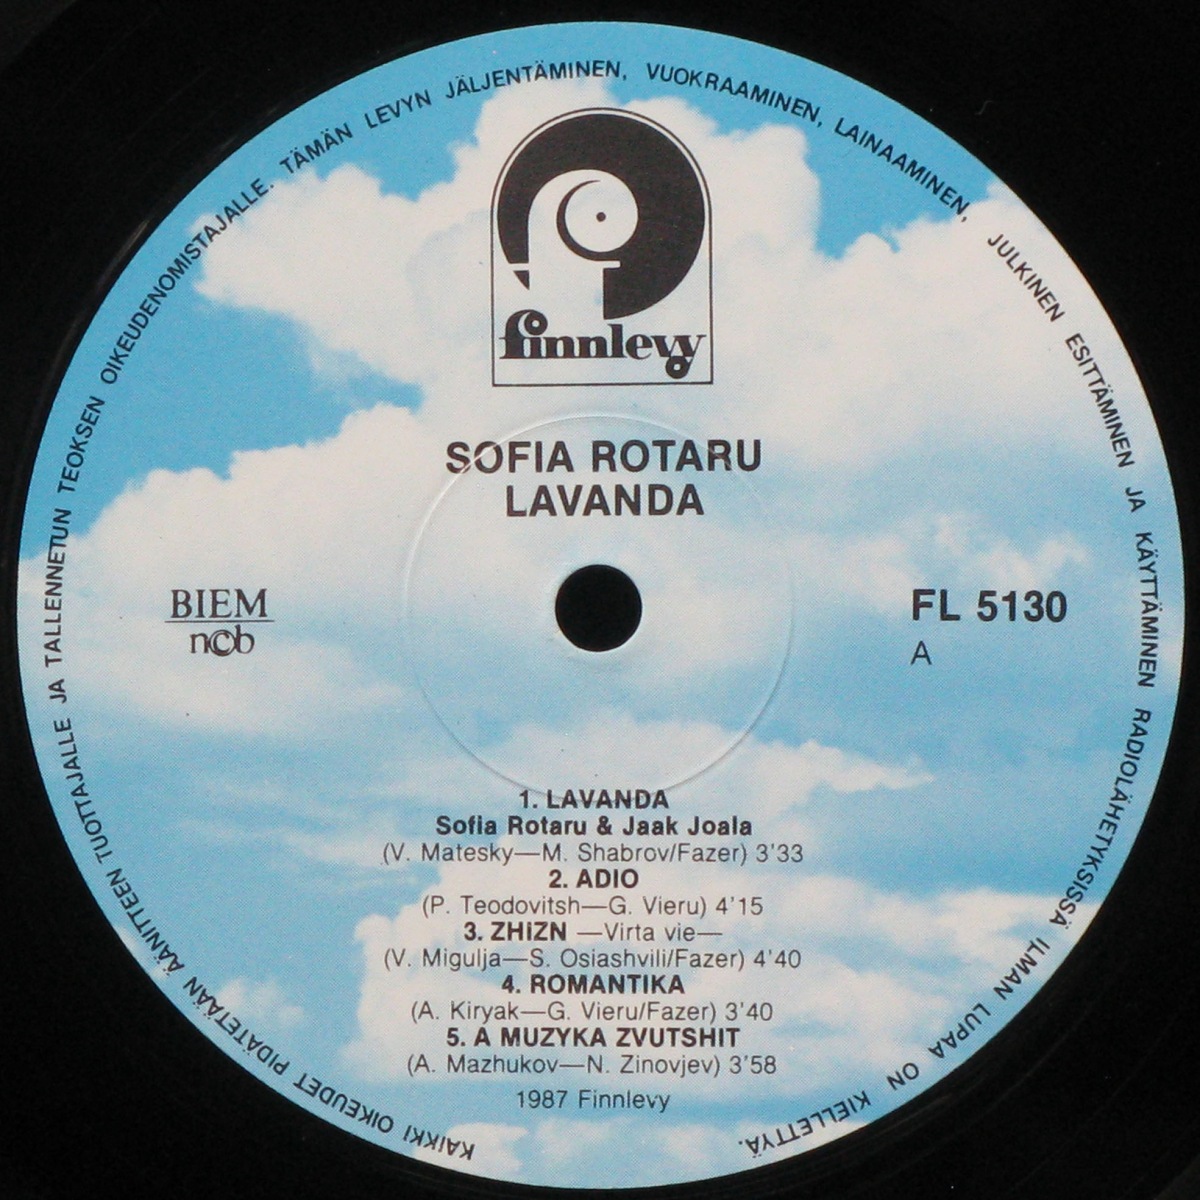 KAIKKI OIKEUDET PIDÄTETÄÄN ÄÄNITTEEN TUOTTAJALLE JA TALLENNETUN TEOKSEN OIKEUDENOMISTAJALLE. TÄMÄN LEVYN JÄLJENTÄMINEN, VUOKRAAMINEN, LAINAAMINEN, JULKINEN ESITTÄMINEN JA KÄYTTÄMINEN RADIOLÄHETYKSISSÄ ILMAN LUPAA ON KIELLETTYÄ.
finnlevy
SOFIA ROTARU
LAVANDA
BIEM
ncb
FL 5130
A
1. LAVANDA
Sofia Rotaru & Jaak Joala
(V. Matesky—M. Shabrov/Fazer) 3'33
2. ADIO
(P. Teodovitsh—G. Vieru) 4'15
3. ZHiZN —Virta vie—
(V. Migulja—S. Osiashvili/Fazer) 4'40
4. ROMANTIKA
(A. Kiryak—G. Vieru/Fazer) 3'40
5. A MUZYKA ZVUTSHIT
(A. Mazhukov—N. Zinovjev) 3'58
1987 Finnlevy